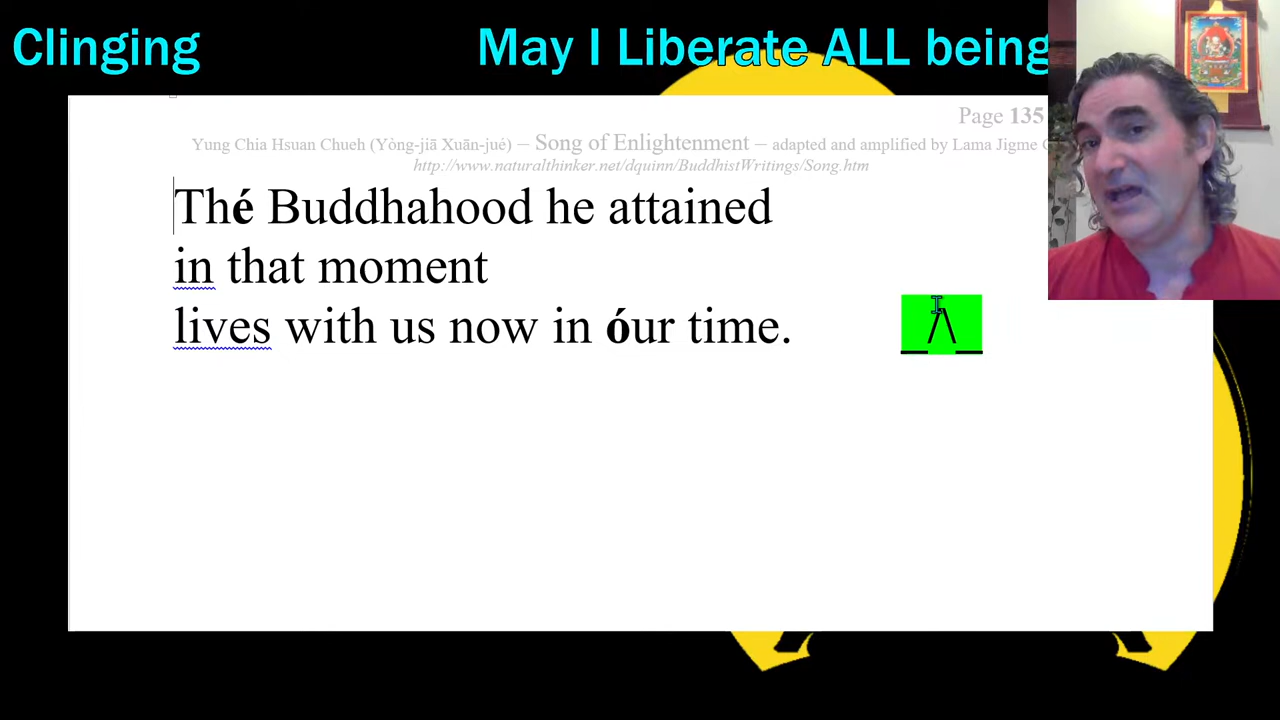 Clinging
May I Liberate ALL being
Page 135
Yung Chia Hsuan Chueh (Yòng-jiā Xuān-jué) – Song of Enlightenment – adapted and amplified by Lama Jigme
http://www.naturalthinker.net/dquinn/BuddhistWritings/Song.htm
Thé Buddhahood he attained
in that moment
lives with us now in óur time.